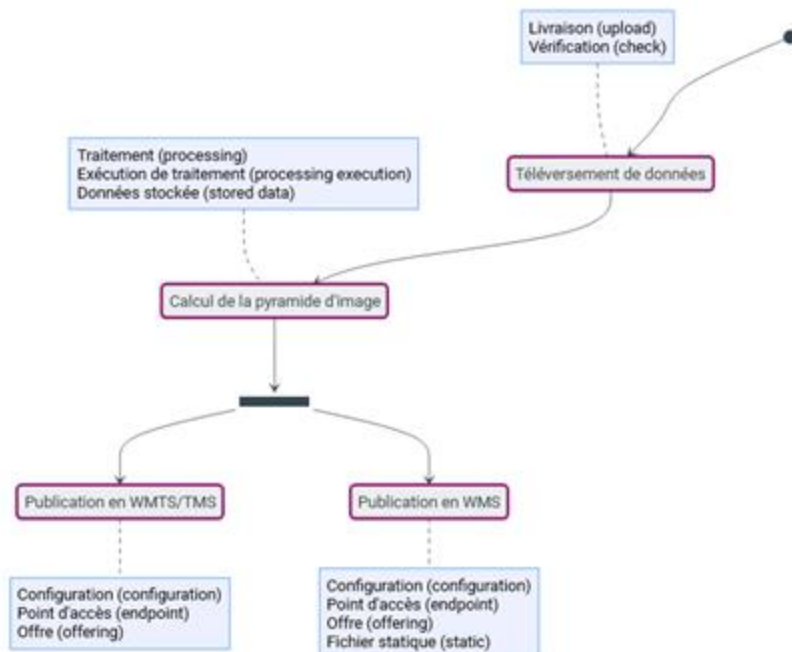 Livraison (upload)
Vérification (check)
Téléversement de données
Traitement (processing)
Exécution de traitement (processing execution)
Données stockée (stored data)
Calcul de la pyramide d'image
Publication en WMTS/TMS
Publication en WMS
Configuration (configuration)
Point d'accès (endpoint)
Offre (offering)
Configuration (configuration)
Point d'accès (endpoint)
Offre (offering)
Fichier statique (static)